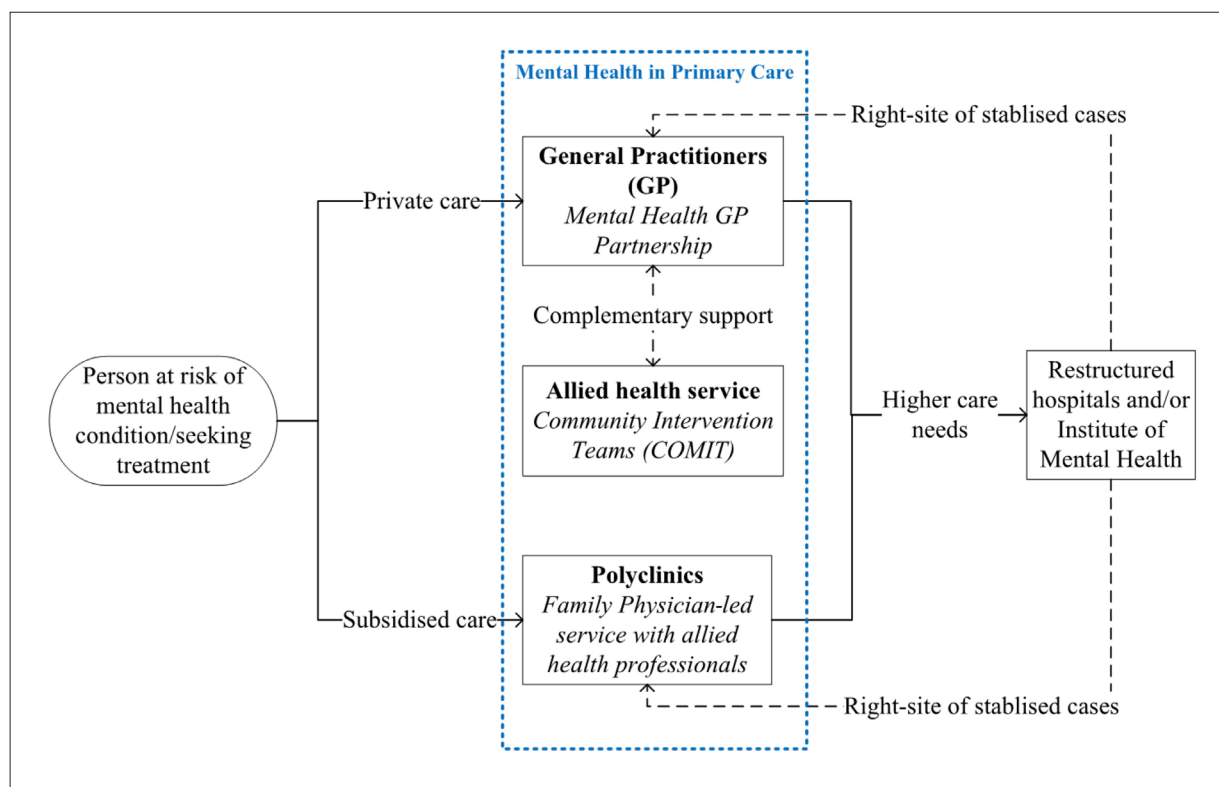 Mental Health in Primary Care
Right-site of stablised cases
General Practitioners
(GP)
Mental Health GP
Partnership
Private care
Complementary support
Person at risk of
mental health
condition/seeking
treatment
Allied health service
Community Intervention
Teams (COMIT)
Higher care
needs
Restructured
hospitals and/or
Institute of
Mental Health
Polyclinics
Family Physician-led
service with allied
health professionals
Subsidised care
Right-site of stablised cases